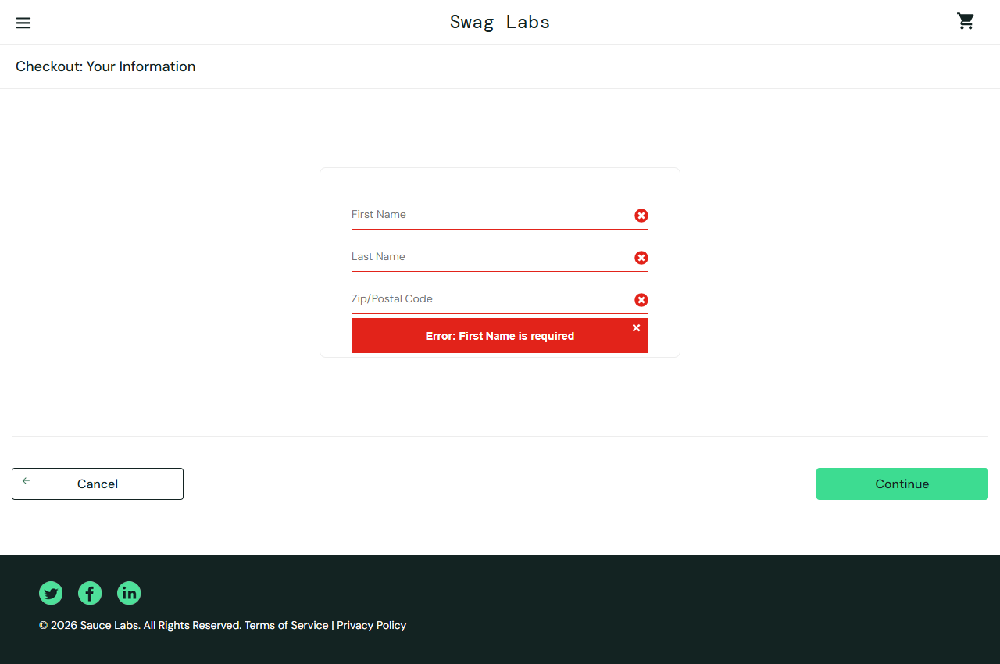 Swag Labs
Checkout: Your Information
First Name
Last Name
Zip/Postal Code
Error: First Name is required
Cancel
Continue
© 2026 Sauce Labs. All Rights Reserved. Terms of Service | Privacy Policy